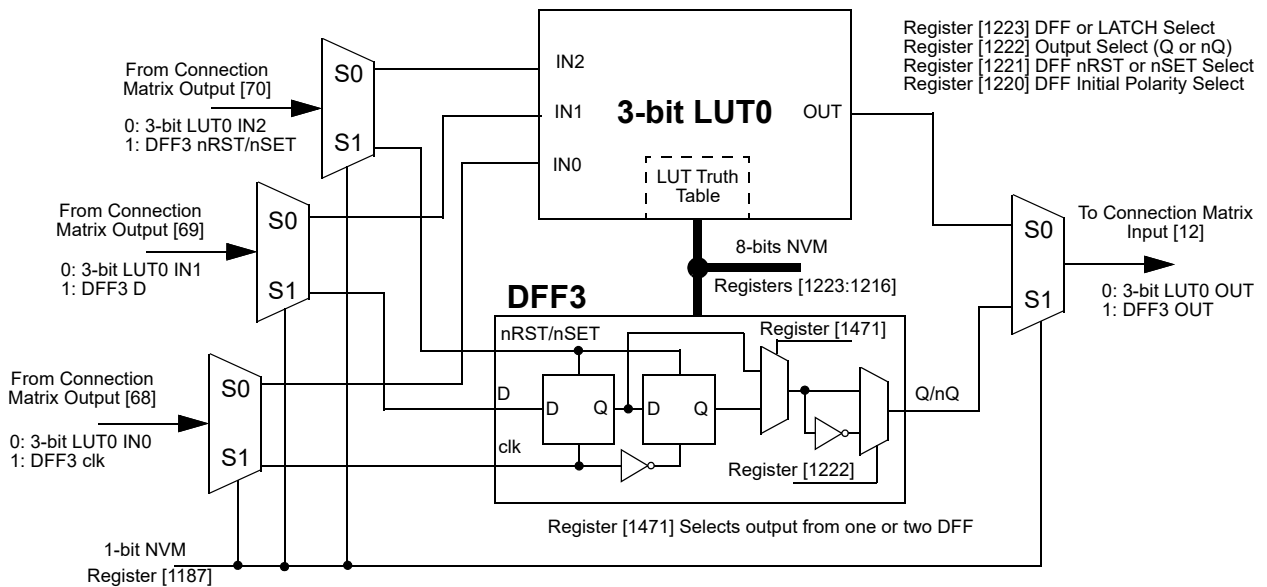 Register [1223] DFF or LATCH Select
Register [1222] Output Select (Q or nQ)
Register [1221] DFF nRST or nSET Select
Register [1220] DFF Initial Polarity Select
From Connection
Matrix Output [70]
0: 3-bit LUT0 IN2
1: DFF3 nRST/nSET
S0
S1
IN2
IN1
IN0
3-bit LUT0
OUT
LUT Truth
Table
From Connection
Matrix Output [69]
0: 3-bit LUT0 IN1
1: DFF3 D
S0
S1
8-bits NVM
Registers [1223:1216]
S0
S1
To Connection Matrix
Input [12]
0: 3-bit LUT0 OUT
1: DFF3 OUT
DFF3
nRST/nSET
Register [1471]
D
D
Q
D
Q
Q/nQ
clk
Register [1222]
From Connection
Matrix Output [68]
0: 3-bit LUT0 IN0
1: DFF3 clk
S0
S1
Register [1471] Selects output from one or two DFF
1-bit NVM
Register [1187]